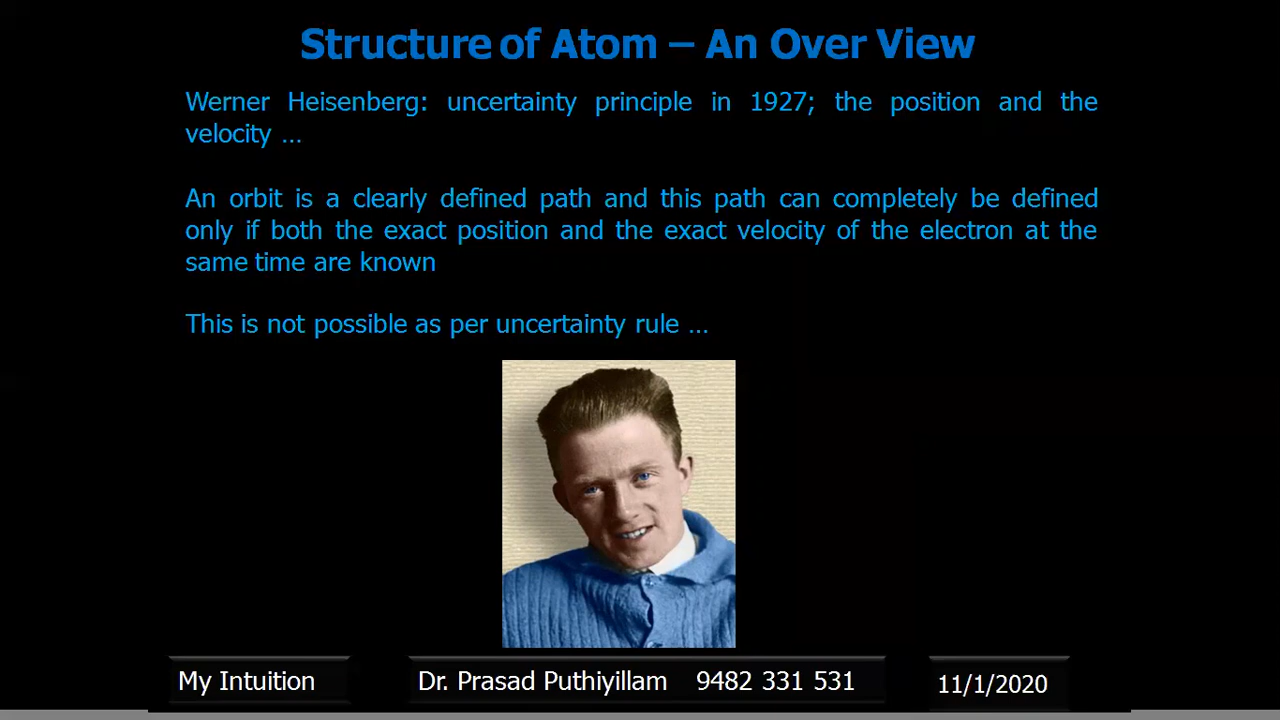 Structure of Atom – An Over View
Werner Heisenberg: uncertainty principle in 1927; the position and the
velocity …
An orbit is a clearly defined path and this path can completely be defined
only if both the exact position and the exact velocity of the electron at the
same time are known
This is not possible as per uncertainty rule …
My Intuition
Dr. Prasad Puthiyillam 9482 331 531
11/1/2020